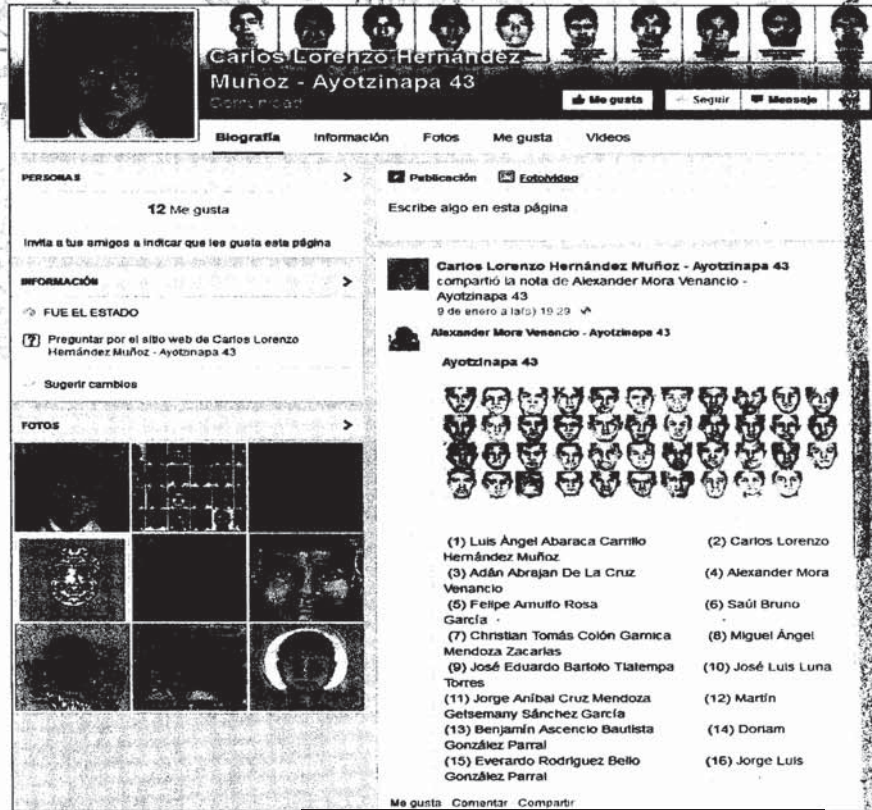 Carlos Lorenzo Hernández
Muñoz - Ayotzinapa 43
Comunidad
Me gusta
Seguir
Mensaje
Biografía
Información
Fotos
Me gusta
Videos
PERSONAS
12 Me gusta
Invita a tus amigos a indicar que les gusta esta página
INFORMACIÓN
FUE EL ESTADO
Preguntar por el sitio web de Carlos Lorenzo
Hernández Muñoz - Ayotzinapa 43
Sugerir cambios
FOTOS
Publicación
Foto/video
Escribe algo en esta página
Carlos Lorenzo Hernández Muñoz - Ayotzinapa 43
compartió la nota de Alexander Mora Venancio -
Ayotzinapa 43
9 de enero a la(s) 19:29
Alexander Mora Venancio - Ayotzinapa 43
Ayotzinapa 43
(1) Luis Ángel Abaraca Carrillo (2) Carlos Lorenzo
Hernández Muñoz
(3) Adán Abrajan De La Cruz (4) Alexander Mora
Venancio
(5) Felipe Arnulfo Rosa (6) Saúl Bruno
García
(7) Christian Tomás Colón Garnica (8) Miguel Ángel
Mendoza Zacarías
(9) José Eduardo Bartolo Tlatempa (10) José Luis Luna
Torres
(11) Jorge Aníbal Cruz Mendoza (12) Martín
Getsemany Sánchez García
(13) Benjamín Ascencio Bautista (14) Doriam
González Parral
(15) Everardo Rodríguez Bello (16) Jorge Luis
González Parral
Me gusta Comentar Compartir